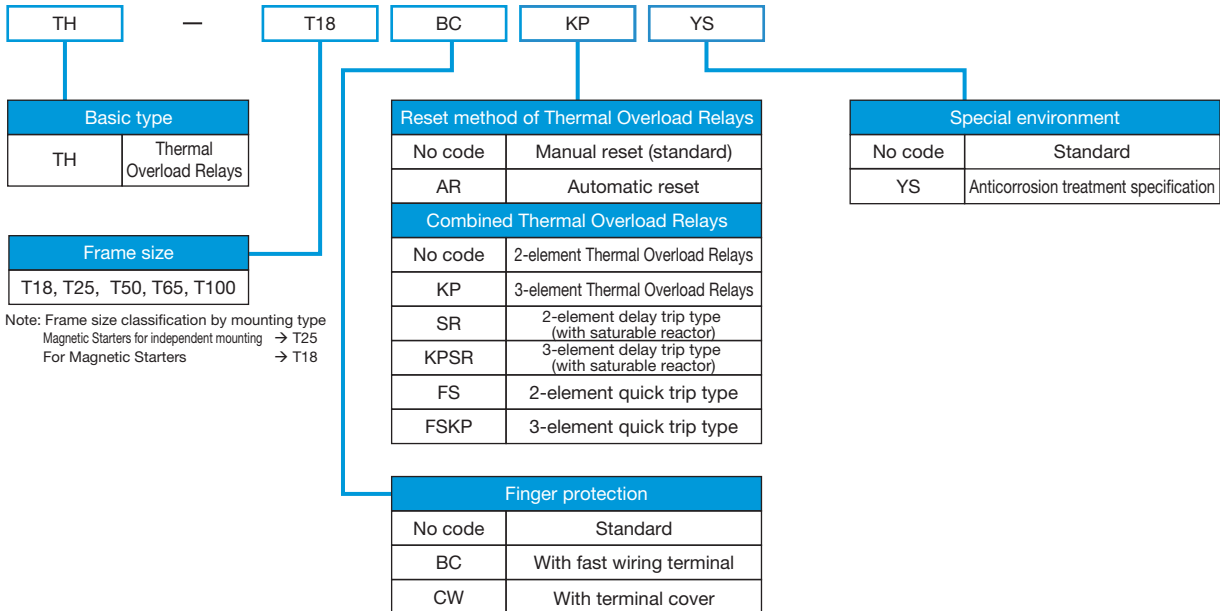 TH — T18 BC KP YS
Basic type
TH Thermal
Overload Relays
Frame size
T18, T25, T50, T65, T100
Note: Frame size classification by mounting type
Magnetic Starters for independent mounting → T25
For Magnetic Starters → T18
Reset method of Thermal Overload Relays
No code Manual reset (standard)
AR Automatic reset
Combined Thermal Overload Relays
No code 2-element Thermal Overload Relays
KP 3-element Thermal Overload Relays
SR 2-element delay trip type
(with saturable reactor)
KPSR 3-element delay trip type
(with saturable reactor)
FS 2-element quick trip type
FSKP 3-element quick trip type
Finger protection
No code Standard
BC With fast wiring terminal
CW With terminal cover
Special environment
No code Standard
YS Anticorrosion treatment specification